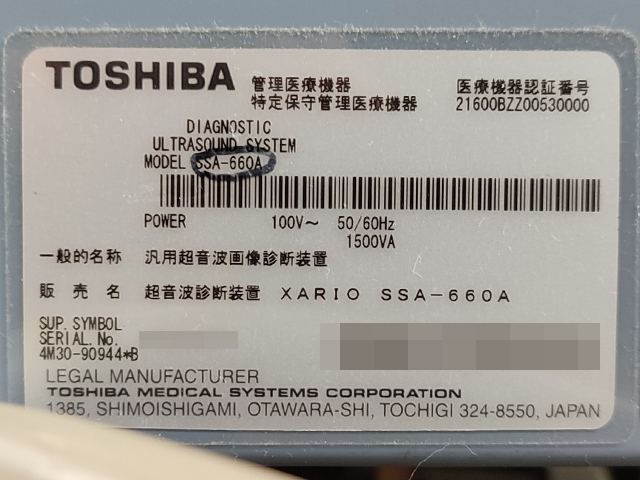 TOSHIBA 管理医療機器 医療機器認証番号
特定保守管理医療機器 21600BZZ00530000
DIAGNOSTIC
ULTRASOUND SYSTEM
MODEL SSA-660A
POWER 100V～ 50/60Hz
1500VA
一般的名称 汎用超音波画像診断装置
販売名 超音波診断装置 XARIO SSA-660A
SUP. SYMBOL
SERIAL. No.
4M30-90944*B
LEGAL MANUFACTURER
TOSHIBA MEDICAL SYSTEMS CORPORATION
1385, SHIMOISHIGAMI, OTAWARA-SHI, TOCHIGI 324-8550, JAPAN